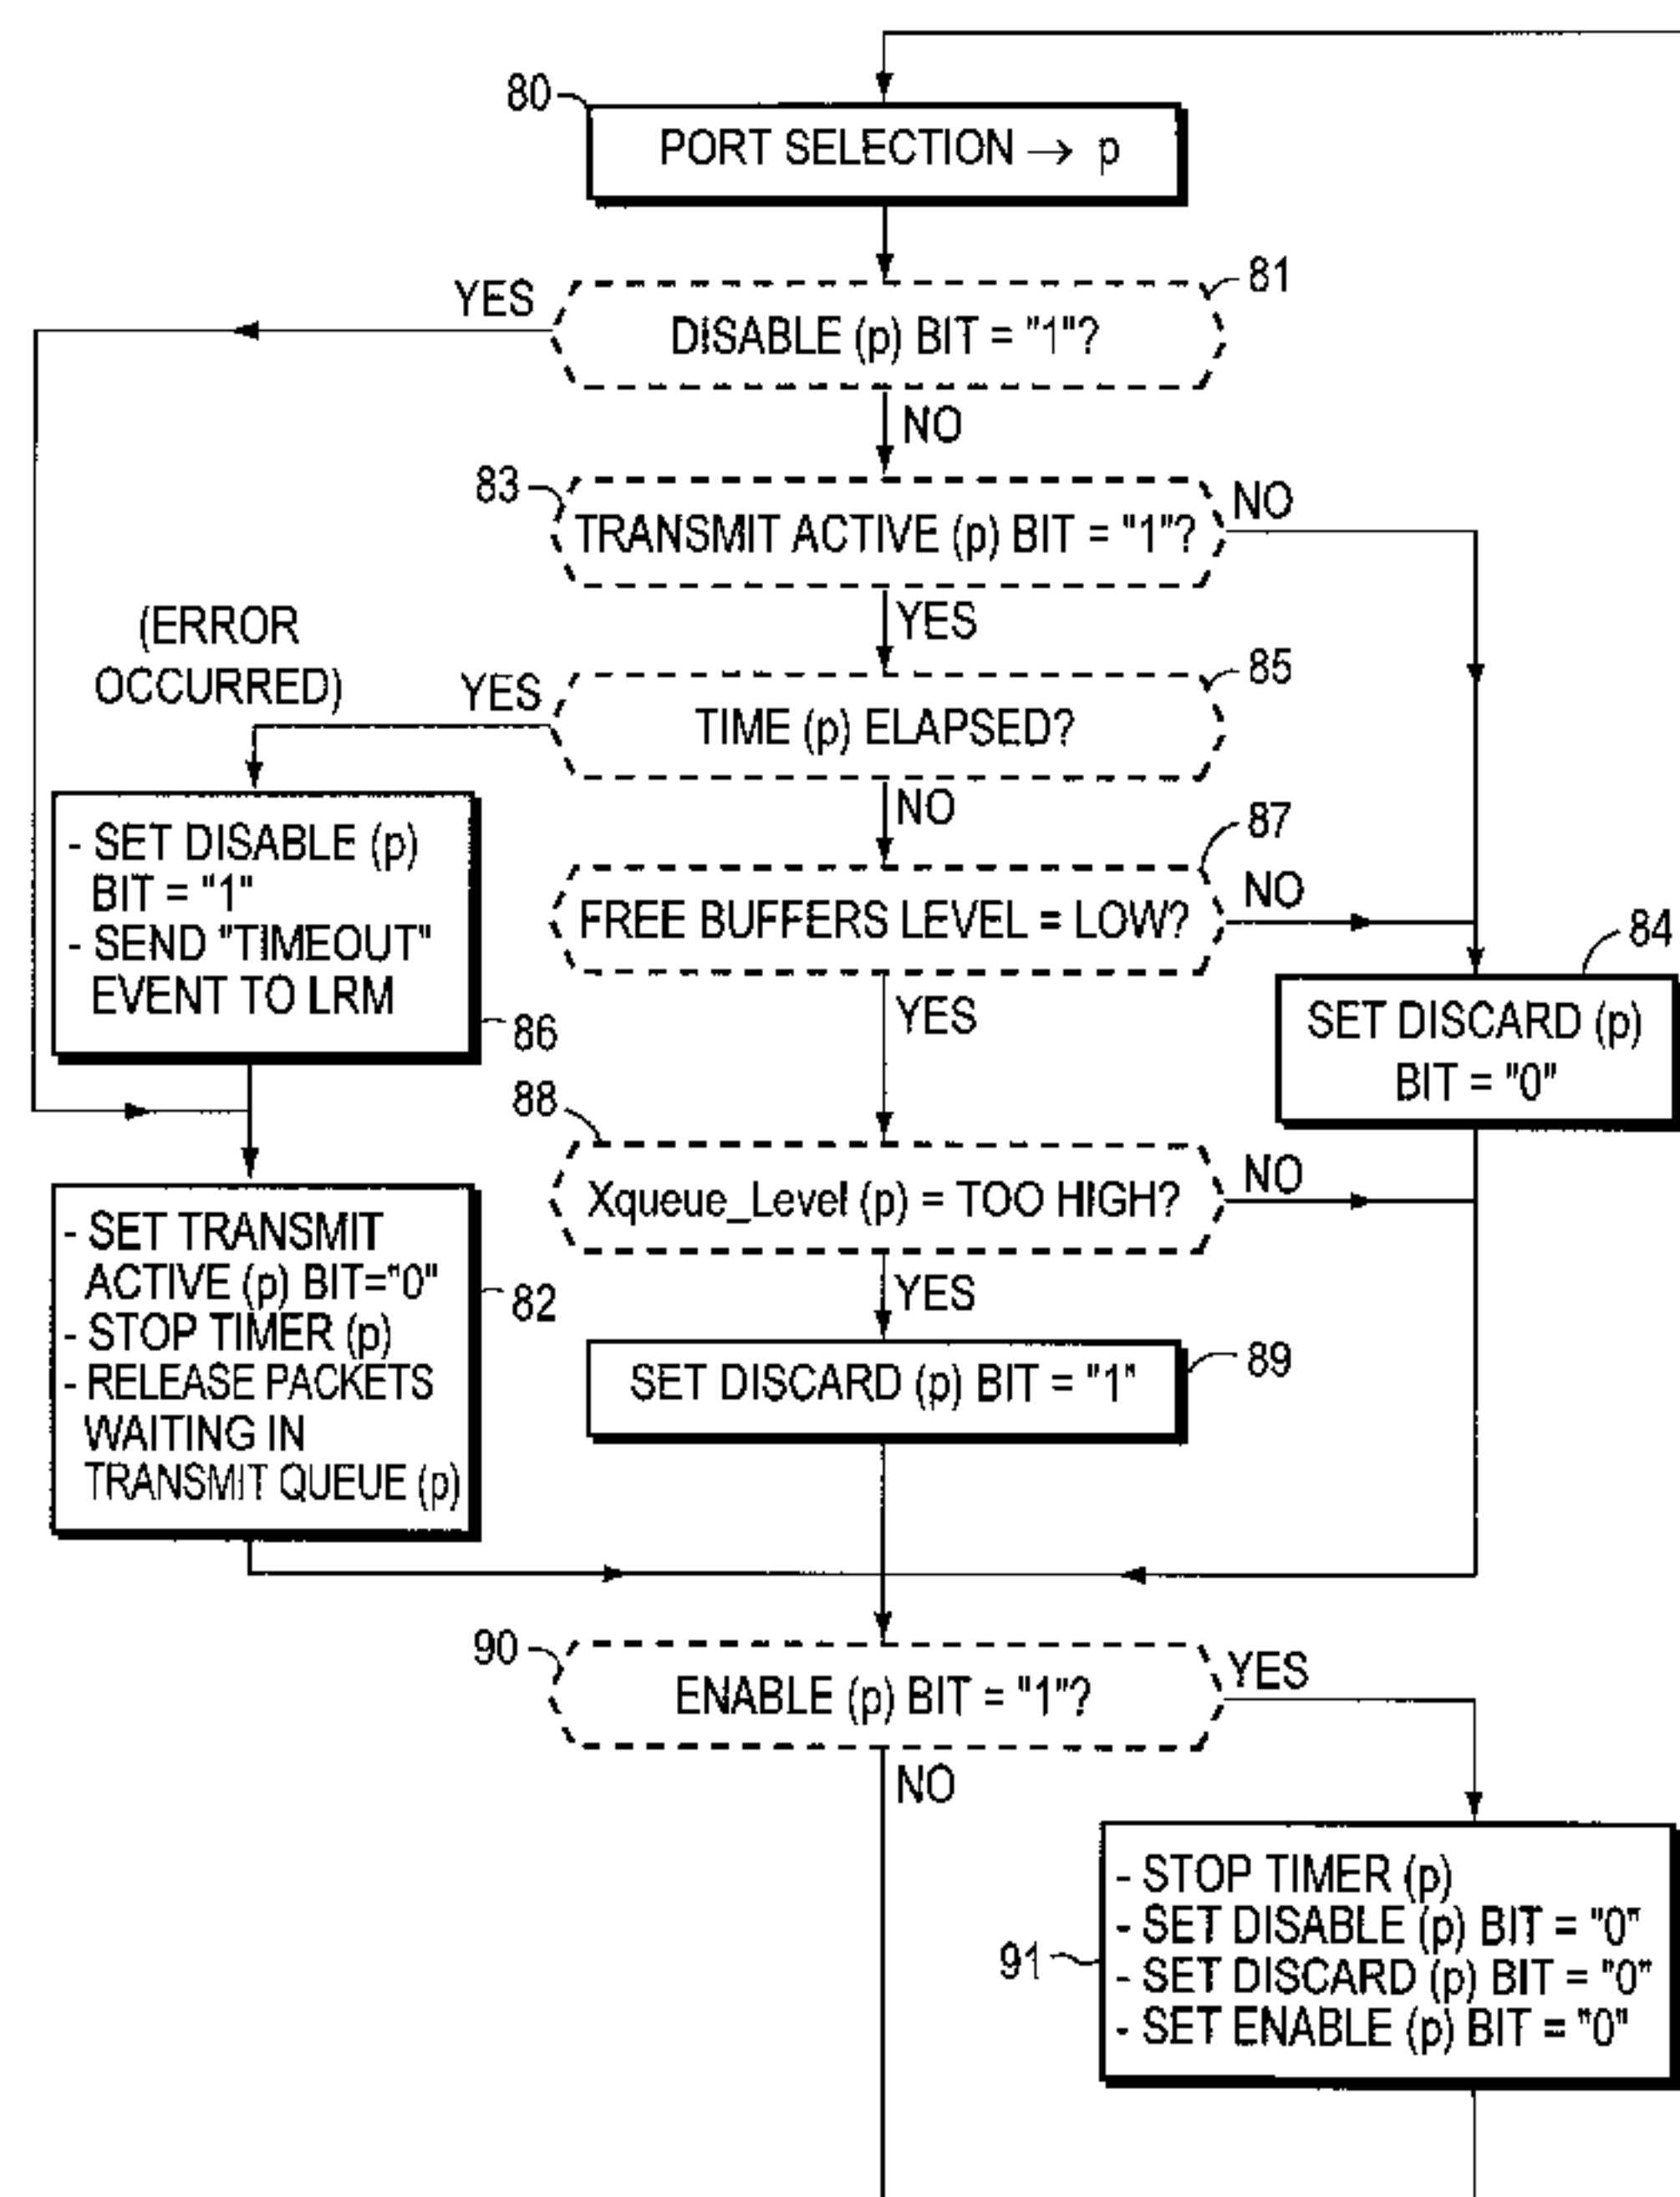 80
PORT SELECTION → p
81
YES
DISABLE (p) BIT = "1"?
NO
83
NO
TRANSMIT ACTIVE (p) BIT = "1"?
YES
(ERROR
OCCURRED)
YES
85
TIME (p) ELAPSED?
NO
- SET DISABLE (p)
BIT = "1"
- SEND "TIMEOUT"
EVENT TO LRM
86
87
FREE BUFFERS LEVEL = LOW?
NO
YES
84
SET DISCARD (p)
BIT = "0"
88
Xqueue_Level (p) = TOO HIGH?
NO
YES
- SET TRANSMIT
ACTIVE (p) BIT="0"
- STOP TIMER (p)
- RELEASE PACKETS
WAITING IN
TRANSMIT QUEUE (p)
82
SET DISCARD (p) BIT = "1"
89
90
ENABLE (p) BIT = "1"?
YES
NO
- STOP TIMER (p)
- SET DISABLE (p) BIT = "0"
- SET DISCARD (p) BIT = "0"
- SET ENABLE (p) BIT = "0"
91